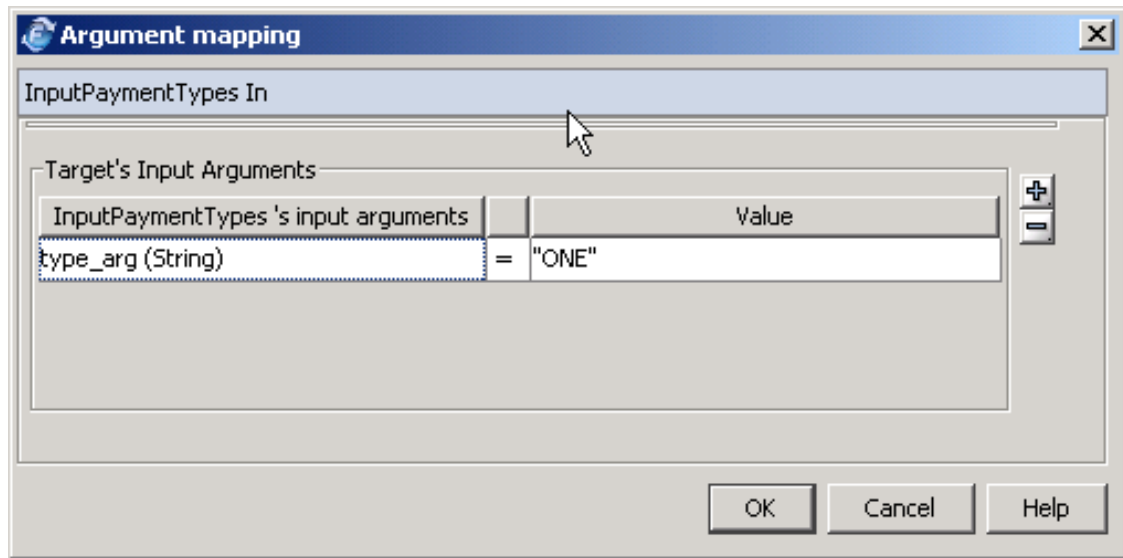 Argument mapping
InputPaymentTypes In
Target's Input Arguments
InputPaymentTypes 's input arguments Value
type_arg (String) = "ONE"
OK Cancel Help